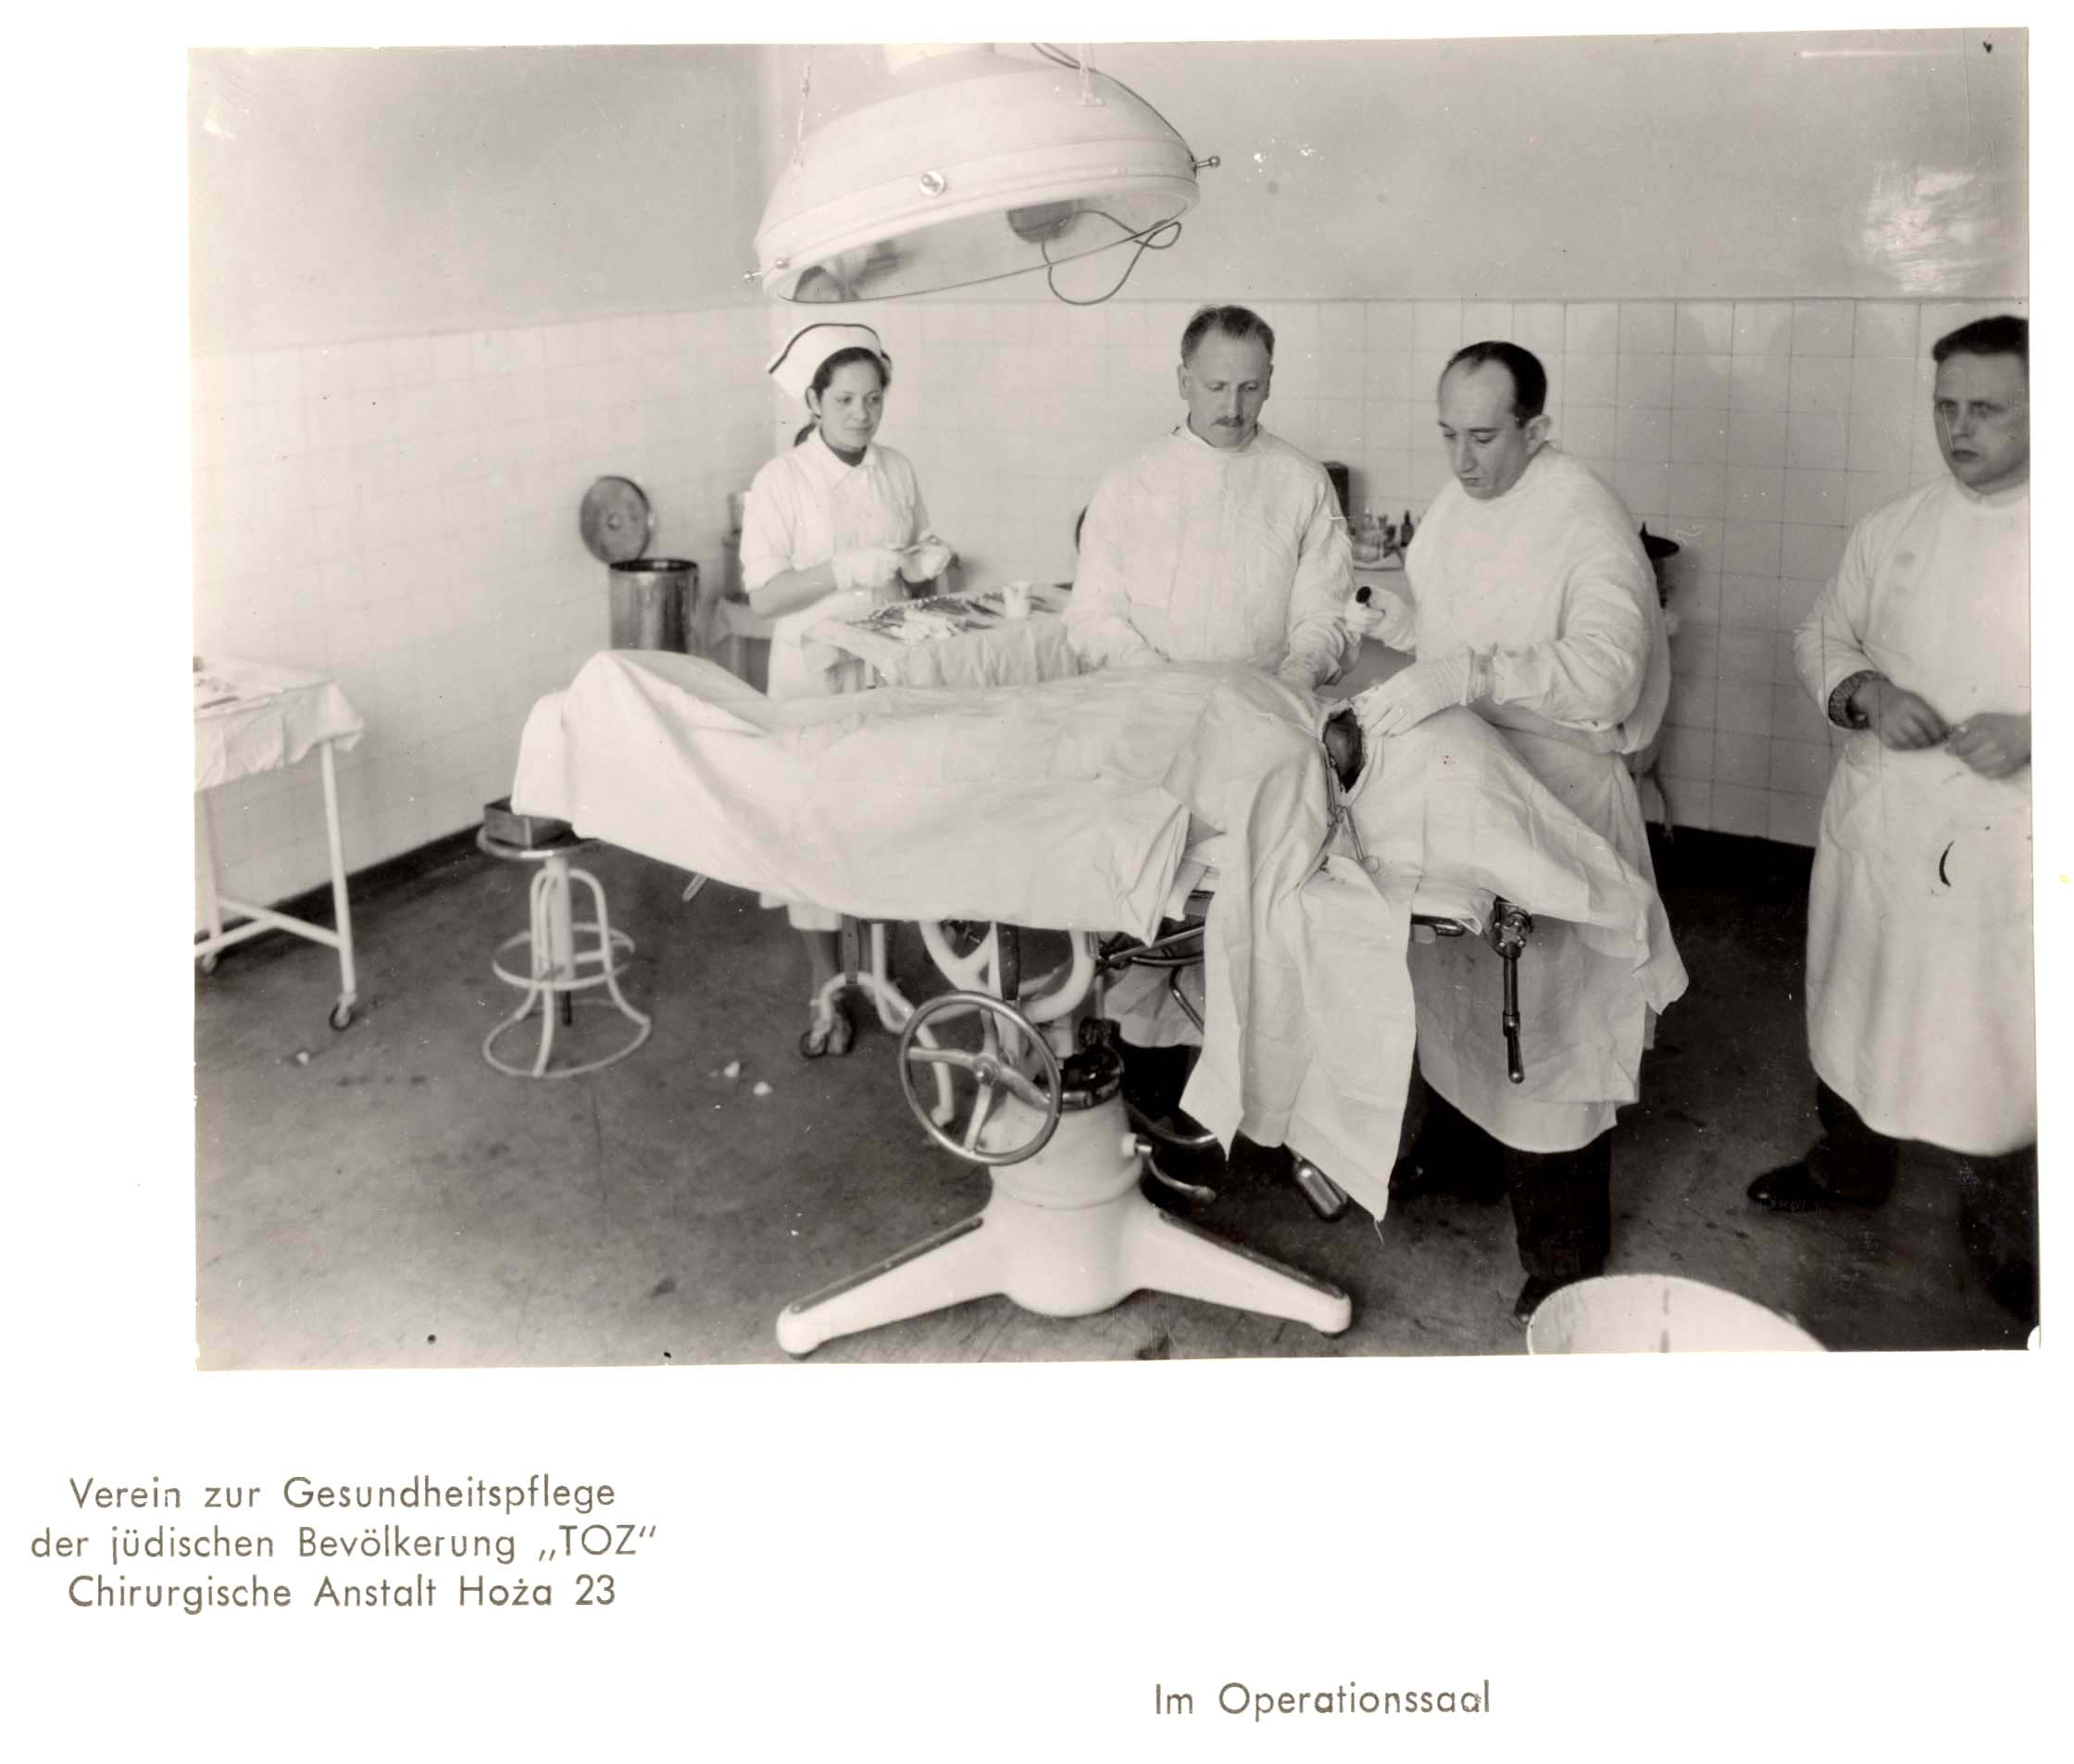 Verein zur Gesundheitspflege
der jüdischen Bevölkerung „TOZ“
Chirurgische Anstalt Hoża 23
Im Operationssaal